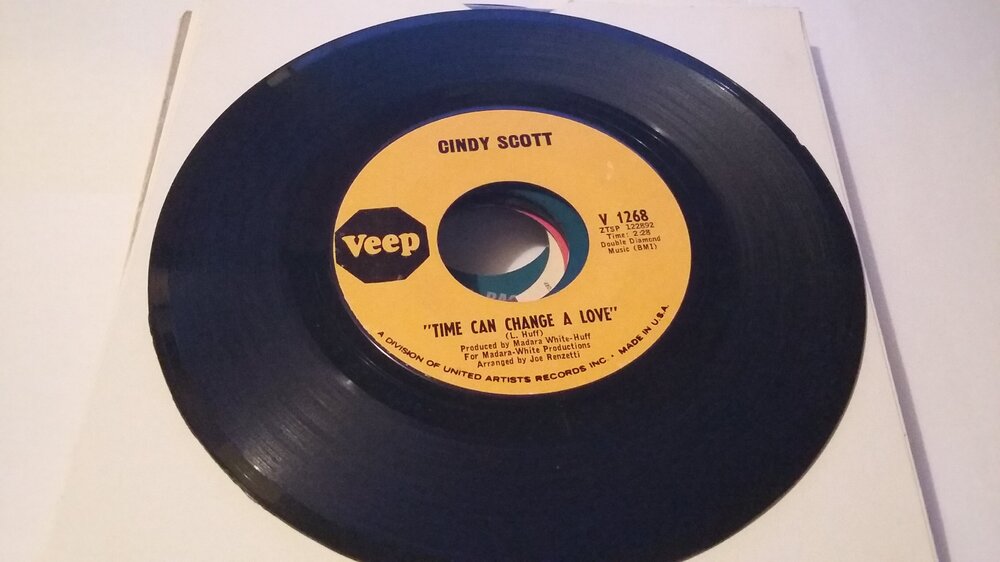 CINDY SCOTT
veep
V 1268
ZTSP 122892
Time: 2:28
Double Diamond
Music (BMI)
"TIME CAN CHANGE A LOVE"
(L. Huff)
Produced by Madara White-Huff
For Madara-White Productions
Arranged by Joe Renzetti
A DIVISION OF UNITED ARTISTS RECORDS INC. · MADE IN U.S.A.